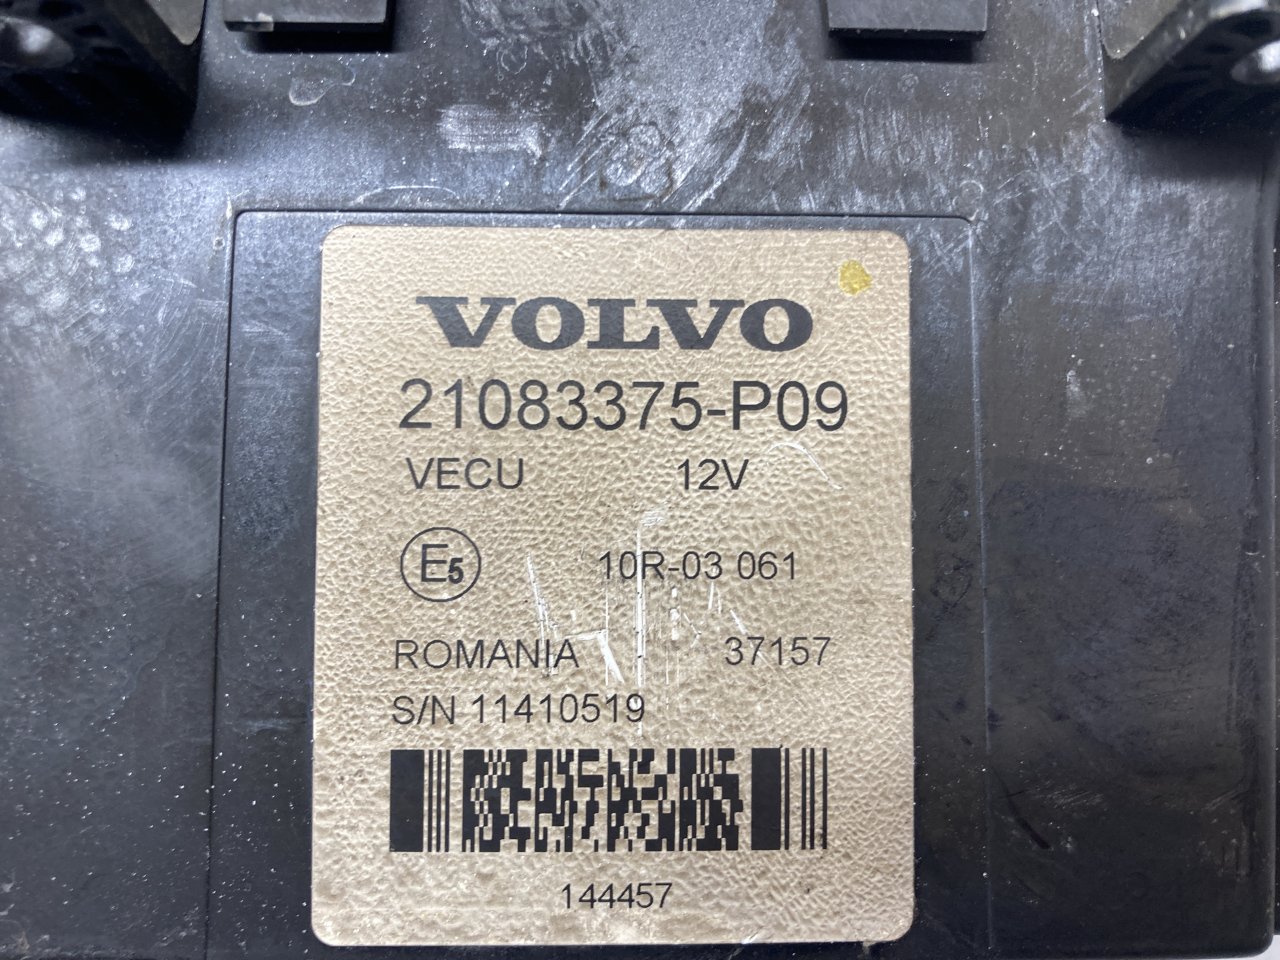 VOLVO
21083375-P09
VECU 12V
E5 10R-03 061
ROMANIA 37157
S/N 11410519
144457